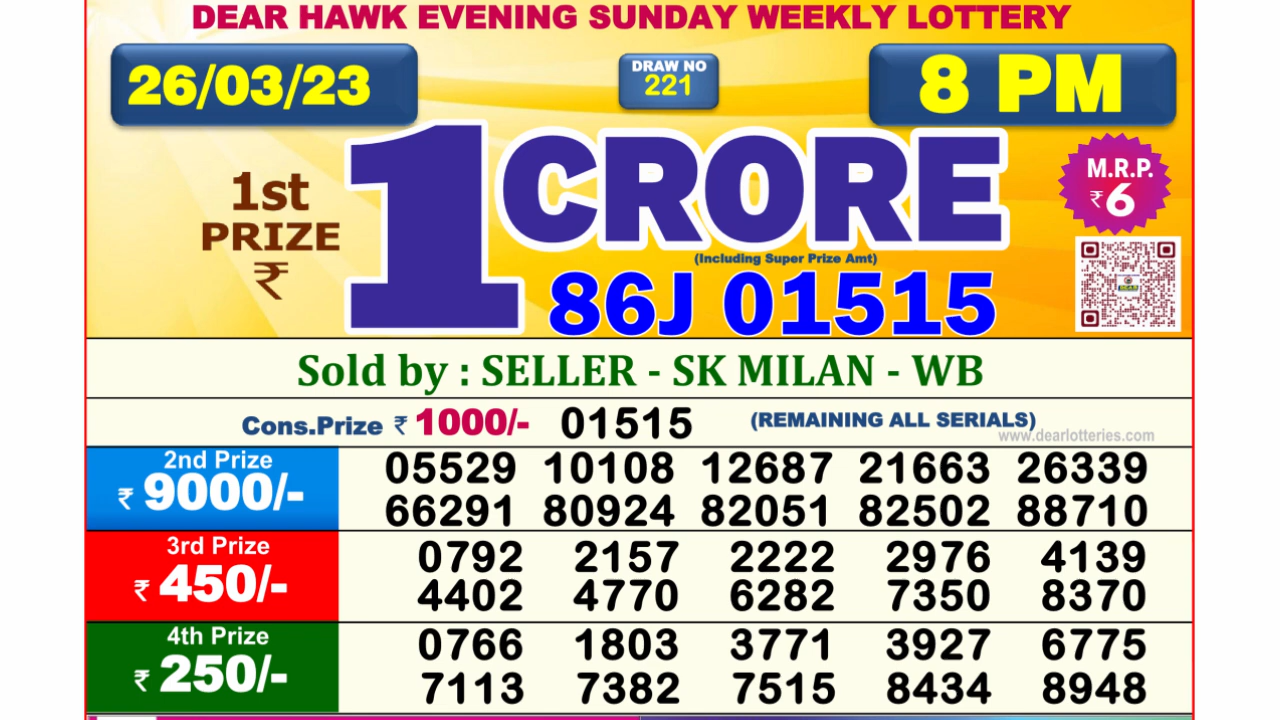 DEAR HAWK EVENING SUNDAY WEEKLY LOTTERY
26/03/23
DRAW NO
221
8 PM
1st
PRIZE
₹
1 CRORE
(Including Super Prize Amt)
86J 01515
M.R.P.
₹6
Sold by : SELLER - SK MILAN - WB
Cons.Prize ₹ 1000/- 01515 (REMAINING ALL SERIALS)
www.dearlotteries.com
2nd Prize
₹ 9000/-
05529 10108 12687 21663 26339
66291 80924 82051 82502 88710
3rd Prize
₹ 450/-
0792 2157 2222 2976 4139
4402 4770 6282 7350 8370
4th Prize
₹ 250/-
0766 1803 3771 3927 6775
7113 7382 7515 8434 8948